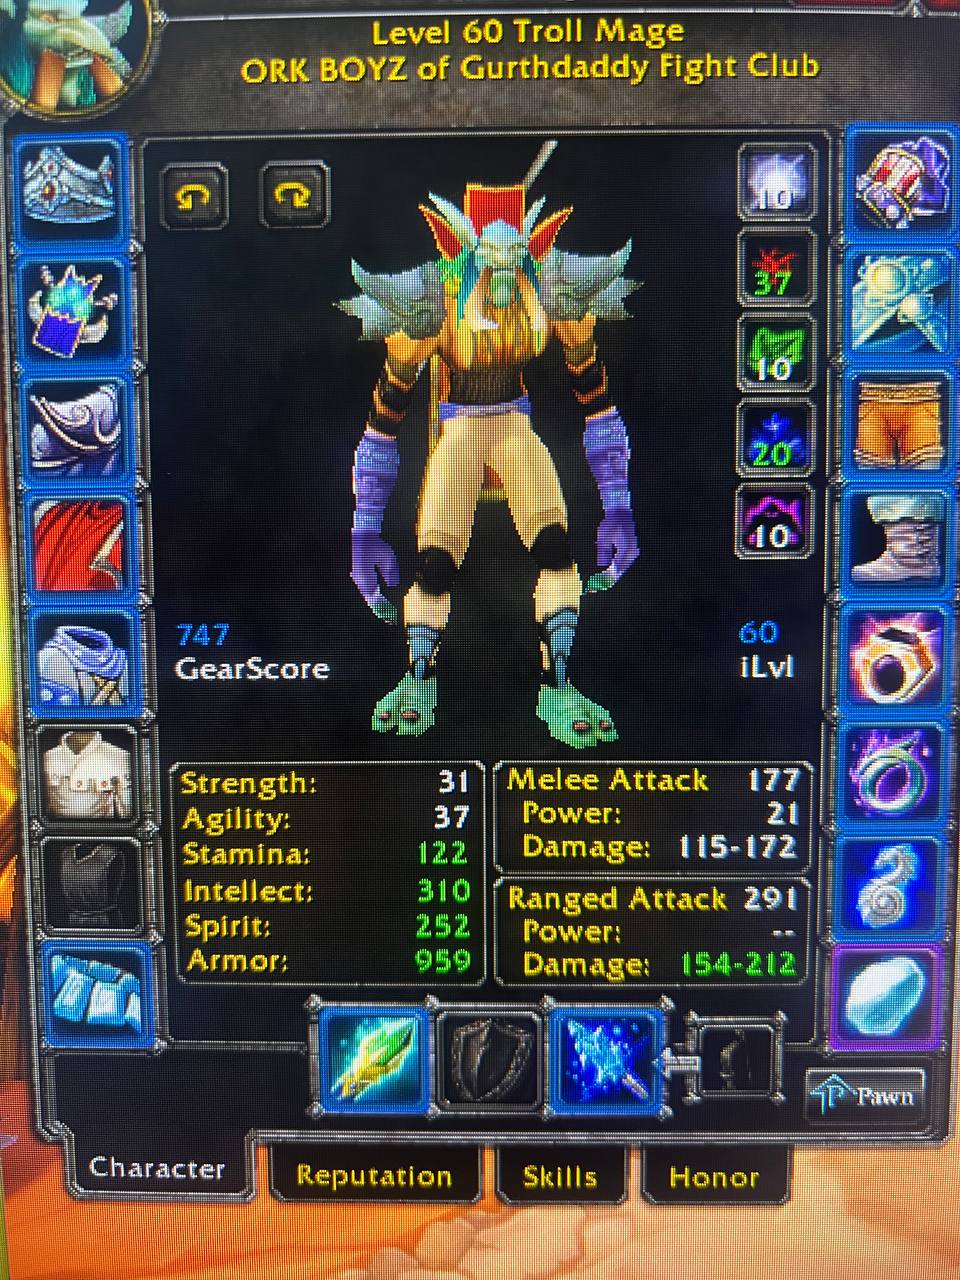 Level 60 Troll Mage
ORK BOYZ of Gurthdaddy Fight Club
10
37
10
20
10
747
GearScore
60
iLvl
Strength: 31
Agility: 37
Stamina: 122
Intellect: 310
Spirit: 252
Armor: 959
Melee Attack 177
Power: 21
Damage: 115-172
Ranged Attack 291
Power: --
Damage: 154-212
Pawn
Character
Reputation
Skills
Honor